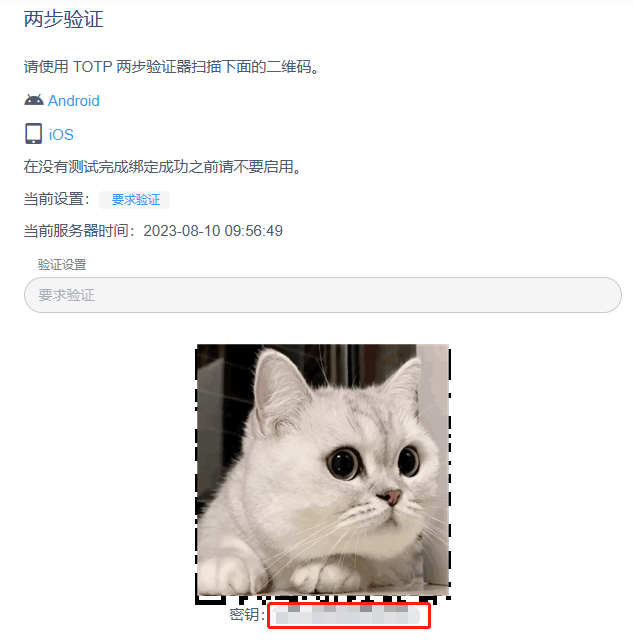 两步验证
请使用 TOTP 两步验证器扫描下面的二维码。
Android
iOS
在没有测试完成绑定成功之前请不要启用。
当前设置： 要求验证
当前服务器时间：2023-08-10 09:56:49
验证设置
要求验证
密钥：